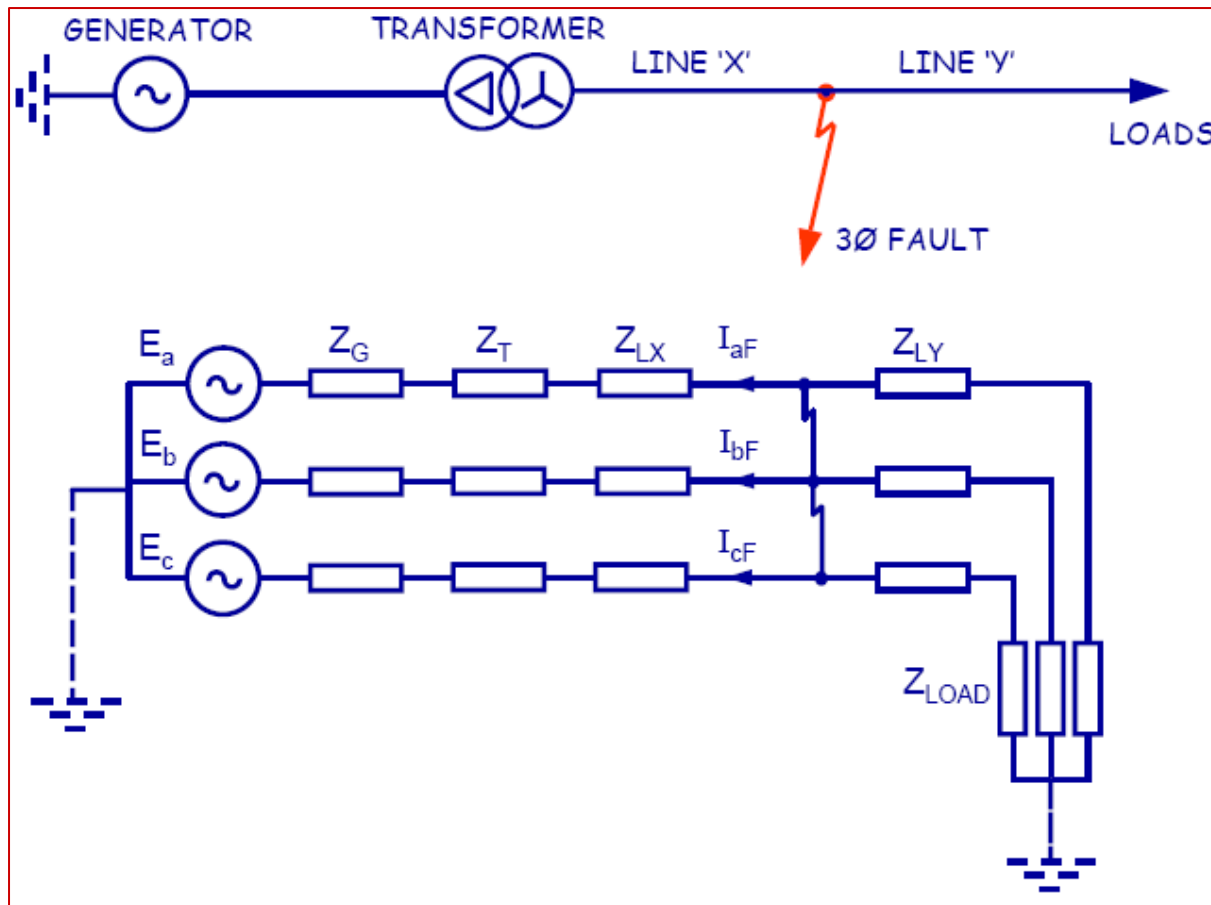 GENERATOR
TRANSFORMER
LINE 'X'
LINE 'Y'
LOADS
3Ø FAULT
Ea
ZG
ZT
ZLX
IaF
ZLY
Eb
IbF
Ec
IcF
ZLOAD